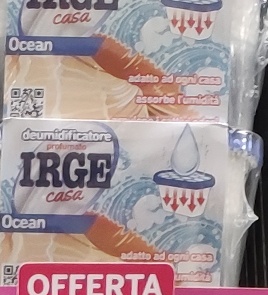 IRGE
casa
Ocean
adatto ad ogni casa
assorbe l'umidità
deumidificatore
profumato
IRGE
casa
Ocean
adatto ad ogni casa
umidità
OFFERTA